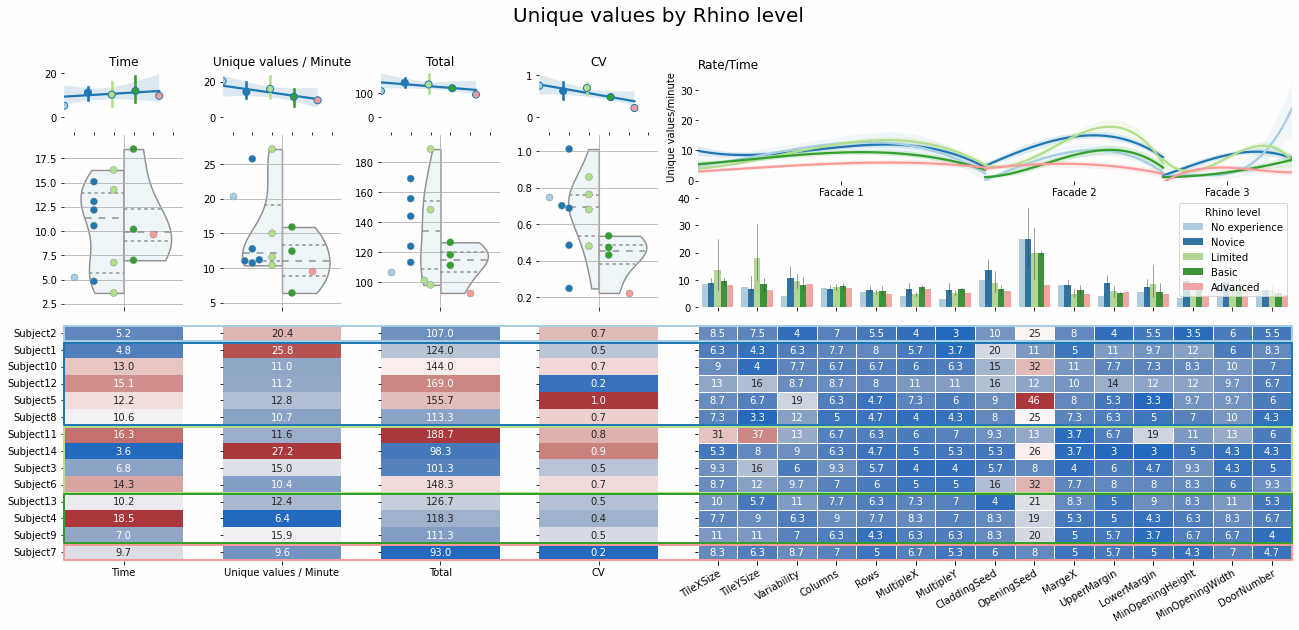 Unique values by Rhino level
Time
Unique values / Minute
Total
CV
Rate/Time
20
0
20
0
100
0
1
0
30
20
10
0
Unique values/minute
Facade 1
Facade 2
Facade 3
17.5
15.0
12.5
10.0
7.5
5.0
2.5
25
20
15
10
5
180
160
140
120
100
1.0
0.8
0.6
0.4
0.2
40
30
20
10
0
Rhino level
No experience
Novice
Limited
Basic
Advanced
Subject2 5.2 20.4 107.0 0.7 8.5 7.5 4 7 5.5 4 3 10 25 8 4 5.5 3.5 6 5.5
Subject1 4.8 25.8 124.0 0.5 6.3 4.3 6.3 7.7 8 5.7 3.7 20 11 5 11 9.7 12 6 8.3
Subject10 13.0 11.0 144.0 0.7 9 4 7.7 6.7 6.7 6 6.3 15 32 11 7.7 7.3 8.3 10 7
Subject12 15.1 11.2 169.0 0.2 13 16 8.7 8.7 8 11 11 16 12 10 14 12 12 9.7 6.7
Subject5 12.2 12.8 155.7 1.0 8.7 6.7 19 6.3 4.7 7.3 6 9 46 8 5.3 3.3 9.7 9.7 6
Subject8 10.6 10.7 113.3 0.7 7.3 3.3 12 5 4.7 4 4.3 8 25 7.3 6.3 5 7 10 4.3
Subject11 16.3 11.6 188.7 0.8 31 37 13 6.7 6.3 6 7 9.3 13 3.7 6.7 19 11 13 6
Subject14 3.6 27.2 98.3 0.9 5.3 8 9 6.3 4.7 5 5.3 5.3 26 3.7 3 3 5 4.3 4.3
Subject3 6.8 15.0 101.3 0.5 9.3 16 6 9.3 5.7 4 4 5.7 8 4 6 4.7 9.3 4.3 5
Subject6 14.3 10.4 148.3 0.7 8.7 12 9.7 7 6 5 5 16 32 7.7 8 8 8.3 6 9.3
Subject13 10.2 12.4 126.7 0.5 10 5.7 11 7.7 6.3 7.3 7 4 21 8.3 5 9 8.3 11 5.3
Subject4 18.5 6.4 118.3 0.4 7.7 9 6.3 9 7.7 8.3 7 8.3 19 5.3 5 4.3 6.3 8.3 6.7
Subject9 7.0 15.9 111.3 0.5 11 11 7 6.3 4.3 6.3 6.3 8.3 20 5 5.7 3.7 6.7 6.7 4
Subject7 9.7 9.6 93.0 0.2 8.3 6.3 8.7 7 5 6.7 5.3 6 8 5 5.7 5 4.3 7 4.7
Time
Unique values / Minute
Total
CV
TileXSize
TileYSize
Variability
Columns
Rows
MultipleX
MultipleY
CladdingSeed
OpeningSeed
MargeX
UpperMargin
LowerMargin
MinOpeningHeight
MinOpeningWidth
DoorNumber